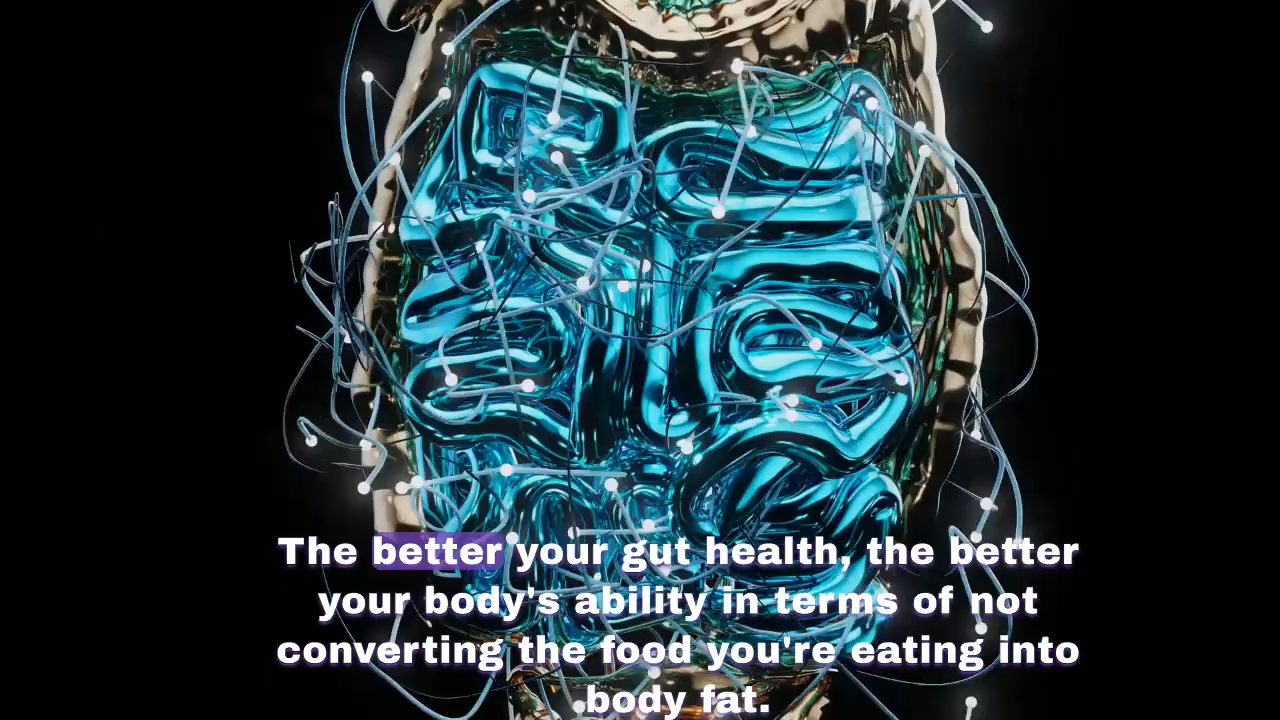 The better your gut health, the better
your body's ability in terms of not
converting the food you're eating into
body fat.